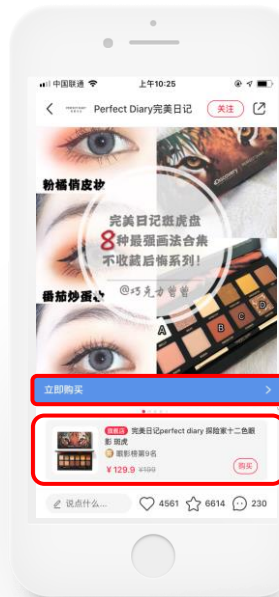 中国联通
上午10:25
Perfect Diary完美日记
关注
粉橘俏皮妆
完美日记斑虎盘
8种最强画法合集
不收藏后悔系列!
@巧克力曾曾
番茄炒蛋妆
Discovery
A
B
C
D
立即购买
旗舰店 完美日记perfect diary 探险家十二色眼
影 斑虎
眼影榜第9名
¥129.9 ¥199
购买
说点什么...
4561
6614
230